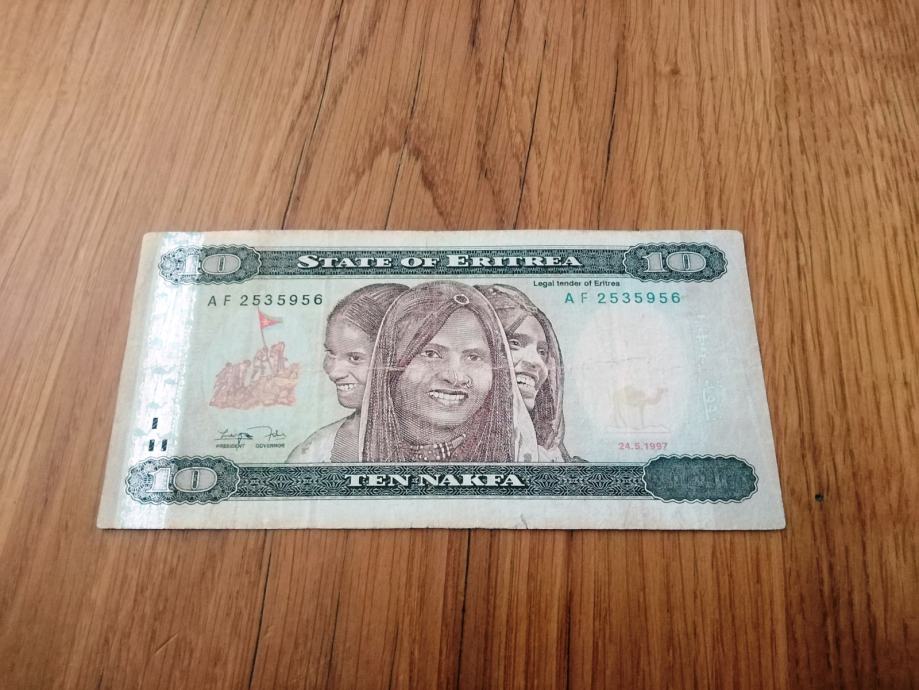 10 STATE OF ERITREA 10
Legal tender of Eritrea
AF 2535956 AF 2535956
PRESIDENT GOVERNOR
24.5.1997
10 TEN NAKFA